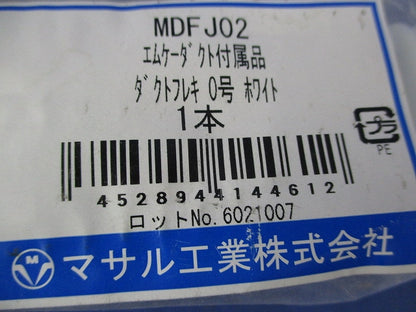 MDFJ02
エムケーダクト付属品
ダクトフレキ 0号 ホワイト
1本
プラ
PE
4528944144612
ロットNo.6021007
M マサル工業株式会社